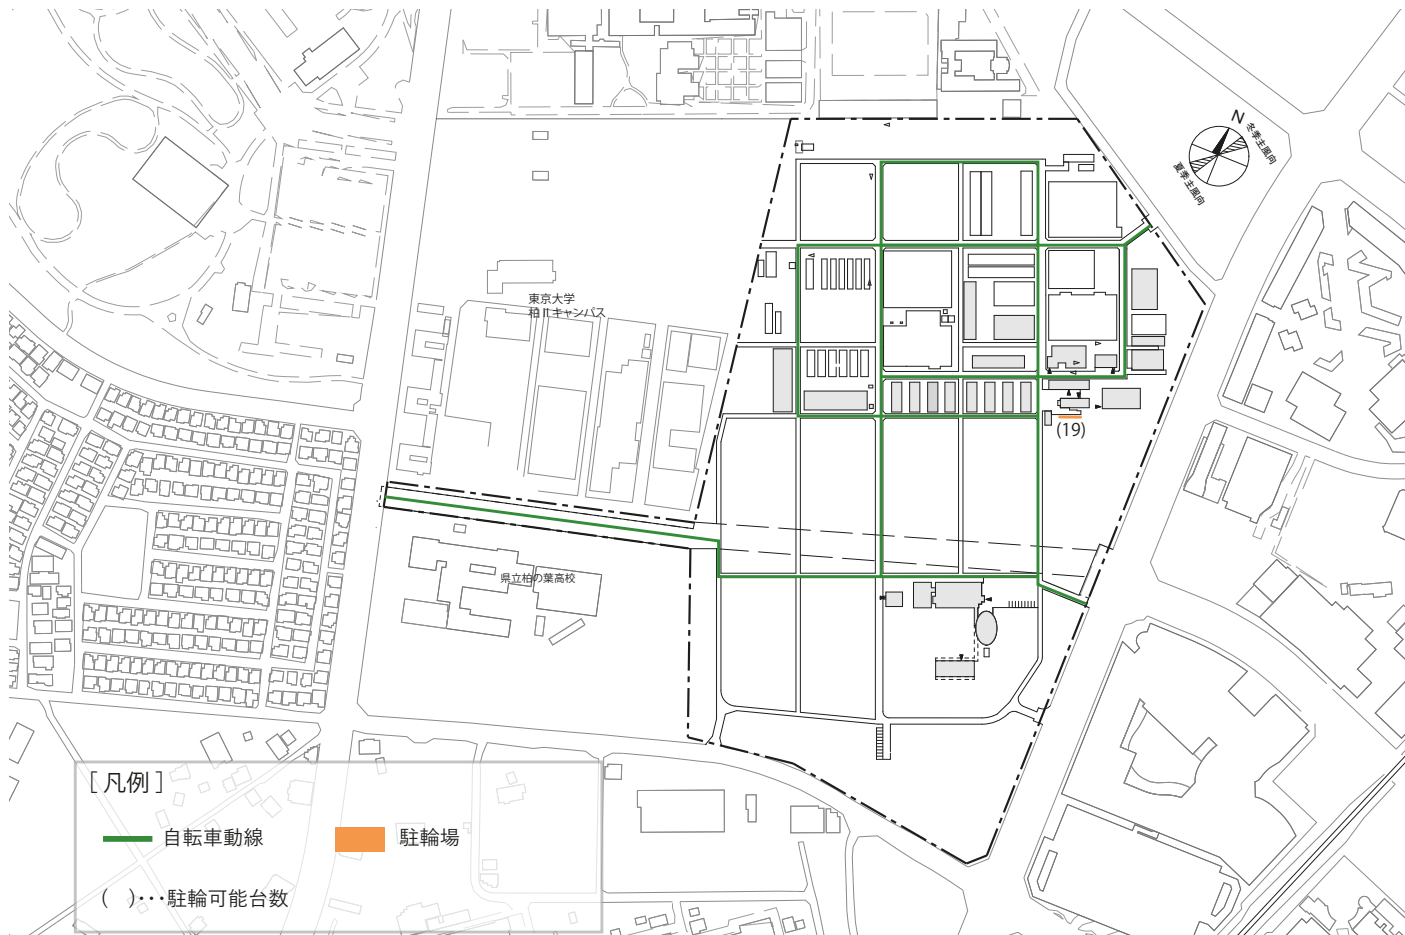 N
冬季主風向
夏季主風向
東京大学
柏IIキャンパス
(19)
県立柏の葉高校
［凡例］
自転車動線
駐輪場
(　)･･･駐輪可能台数